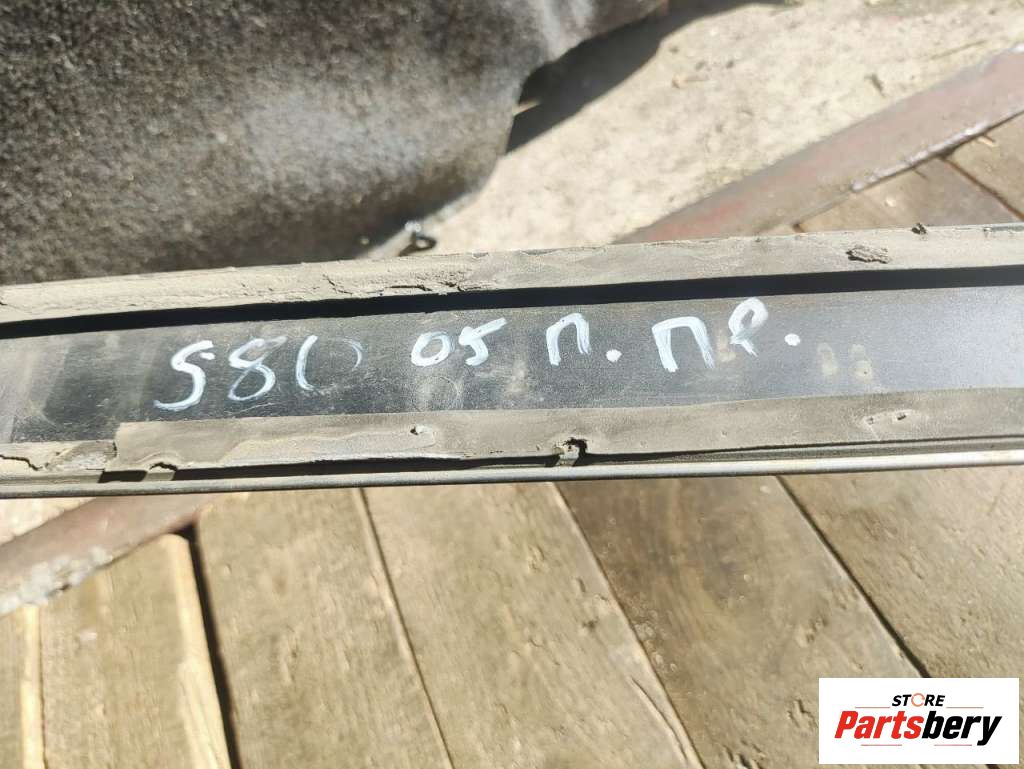 S80 05 П. ПР.
STORE
Partsbery